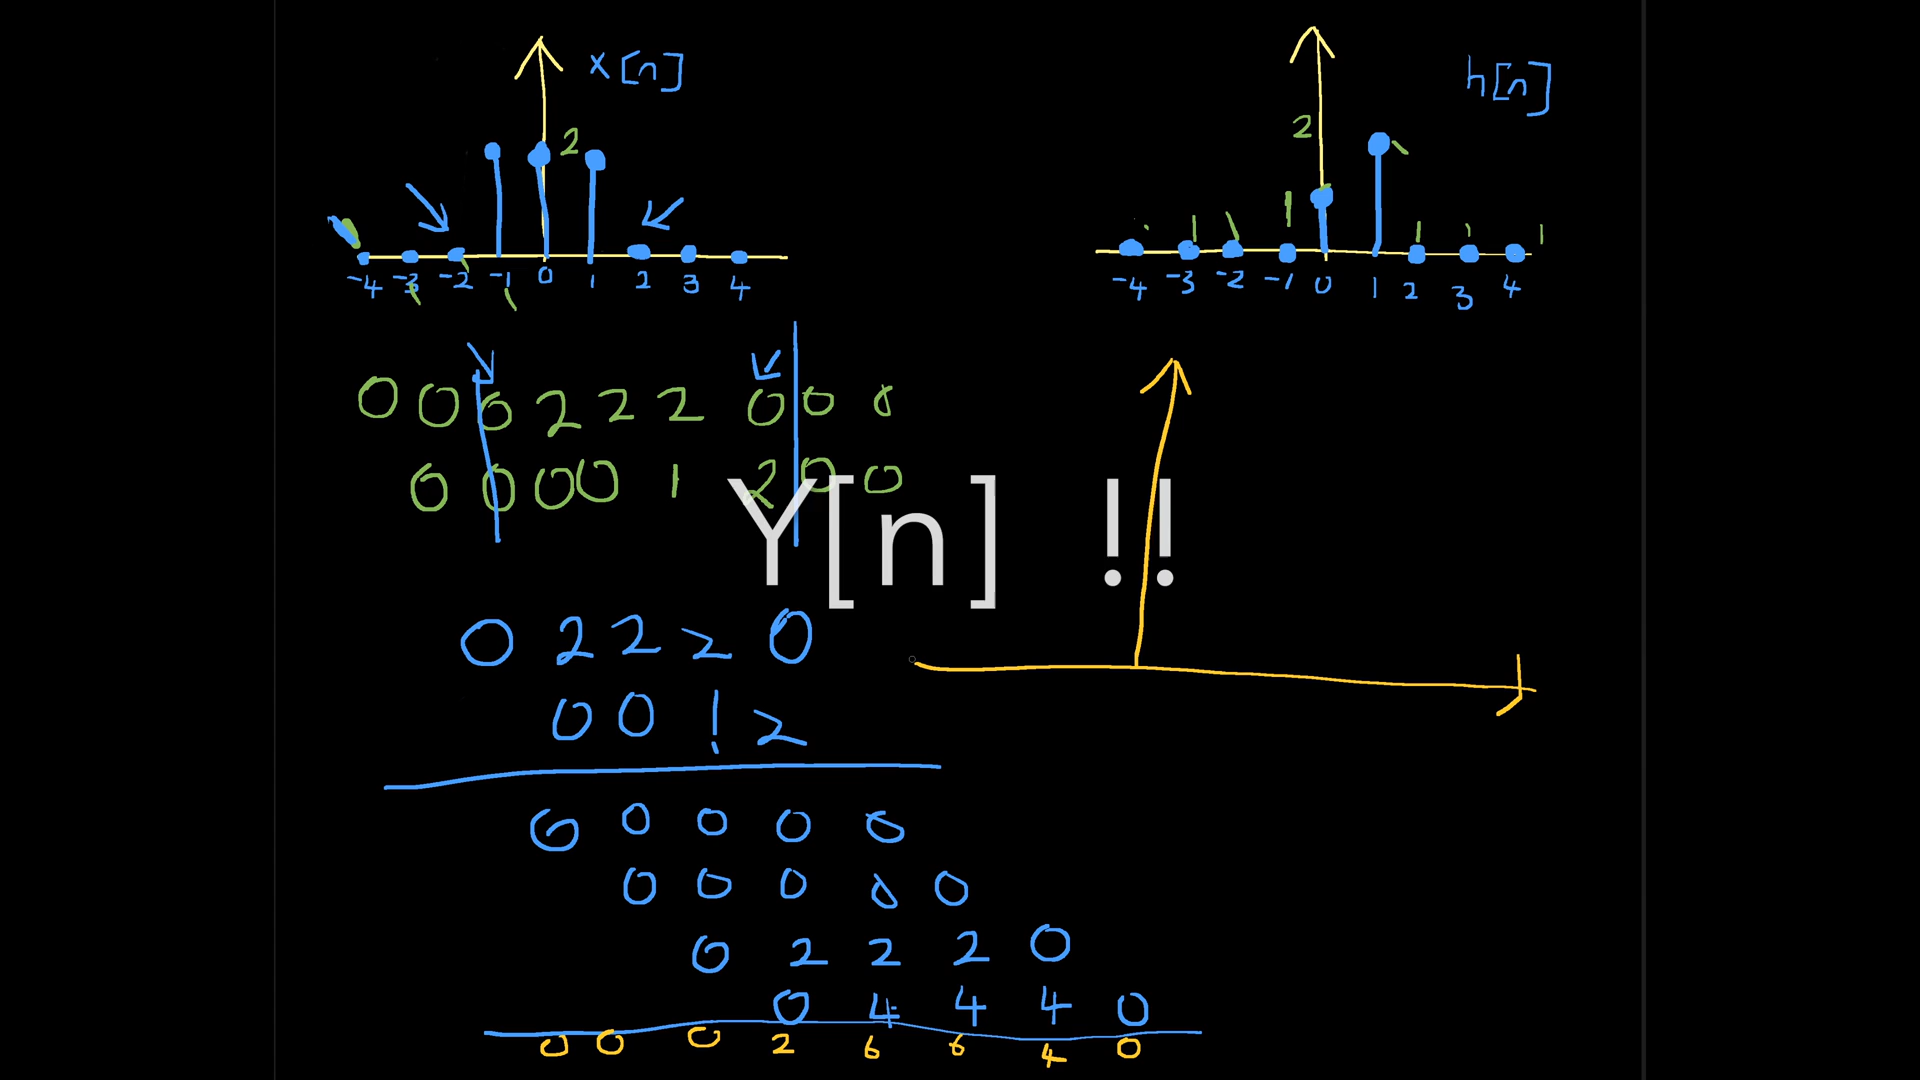 x[n]
h[n]
2
2
-4 -3 -2 -1 0 1 2 3 4
-4 -3 -2 -1 0 1 2 3 4
0 0 0 2 2 2 0 0 0
0 0 0 0 1 2 0 0
Y[n] !!
0 2 2 2 0
0 0 1 2
0 0 0 0 0
0 0 0 0 0
0 2 2 2 0
0 4 4 4 0
0 0 0 2 6 6 4 0